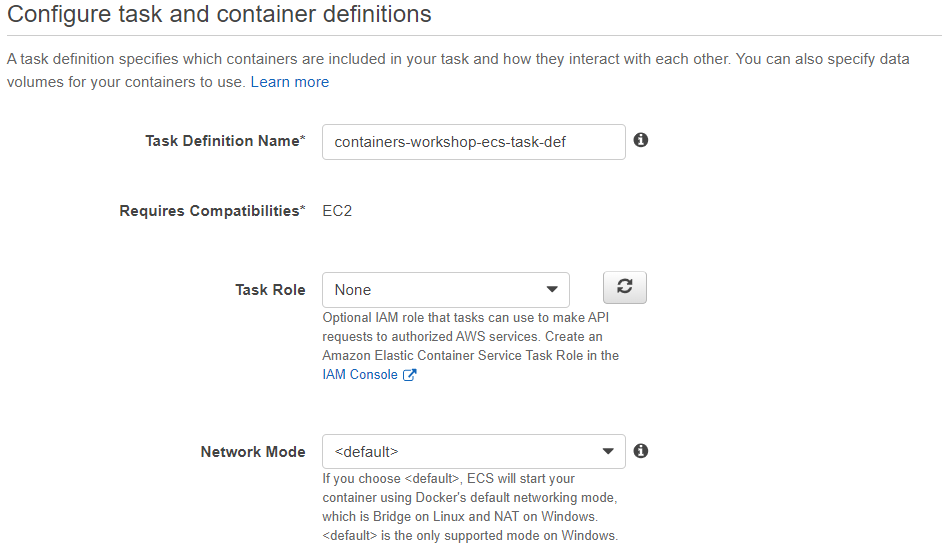 Configure task and container definitions
A task definition specifies which containers are included in your task and how they interact with each other. You can also specify data
volumes for your containers to use. Learn more
Task Definition Name* containers-workshop-ecs-task-def
Requires Compatibilities* EC2
Task Role None
Optional IAM role that tasks can use to make API
requests to authorized AWS services. Create an
Amazon Elastic Container Service Task Role in the
IAM Console
Network Mode <default>
If you choose <default>, ECS will start your
container using Docker's default networking mode,
which is Bridge on Linux and NAT on Windows.
<default> is the only supported mode on Windows.